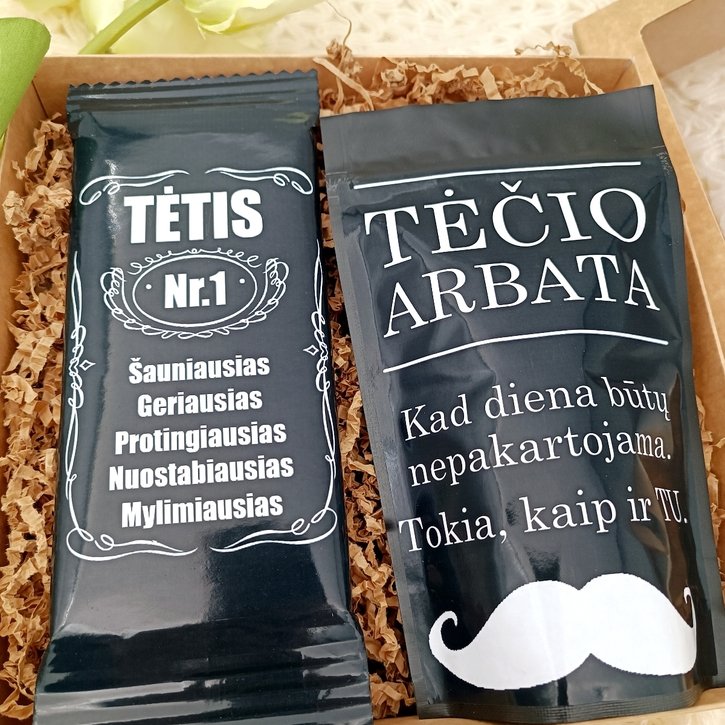 TĖTIS
Nr.1
Šauniausias
Geriausias
Protingiausias
Nuostabiausias
Mylimiausias
TĖČIO
ARBATA
Kad diena būtų
nepakartojama.
Tokia, kaip ir TU.